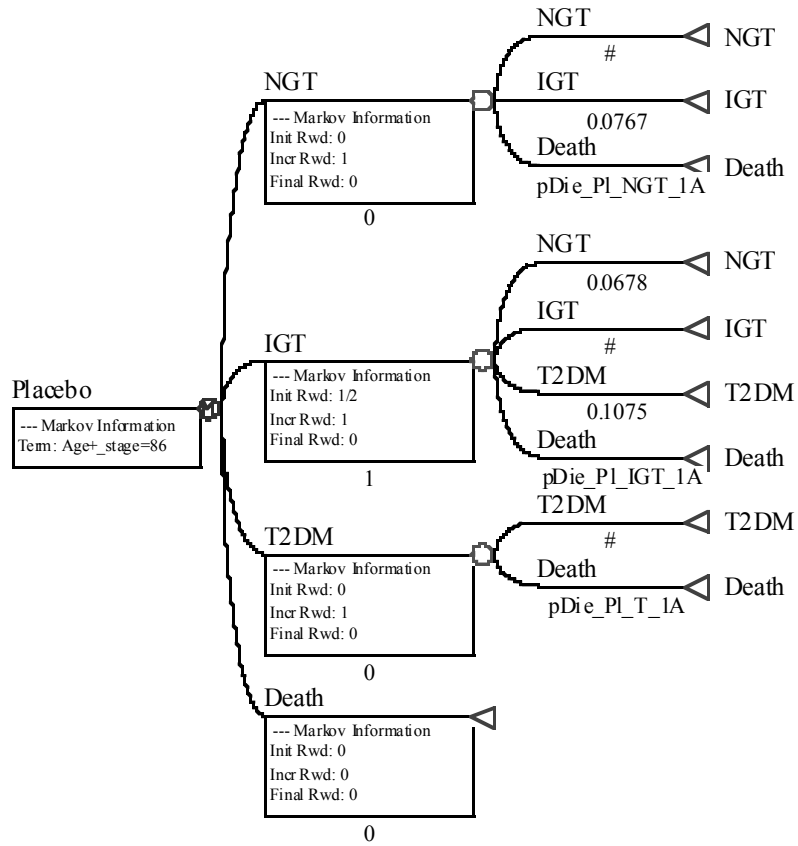 Placebo
--- Markov Information
Term: Age+_stage=86
M
NGT
--- Markov Information
Init Rwd: 0
Incr Rwd: 1
Final Rwd: 0
0
NGT
#
NGT
IGT
0.0767
IGT
Death
pDie_Pl_NGT_1A
Death
IGT
--- Markov Information
Init Rwd: 1/2
Incr Rwd: 1
Final Rwd: 0
1
NGT
0.0678
NGT
IGT
#
IGT
T2DM
0.1075
T2DM
Death
pDie_Pl_IGT_1A
Death
T2DM
--- Markov Information
Init Rwd: 0
Incr Rwd: 1
Final Rwd: 0
0
T2DM
#
T2DM
Death
pDie_Pl_T_1A
Death
Death
--- Markov Information
Init Rwd: 0
Incr Rwd: 0
Final Rwd: 0
0